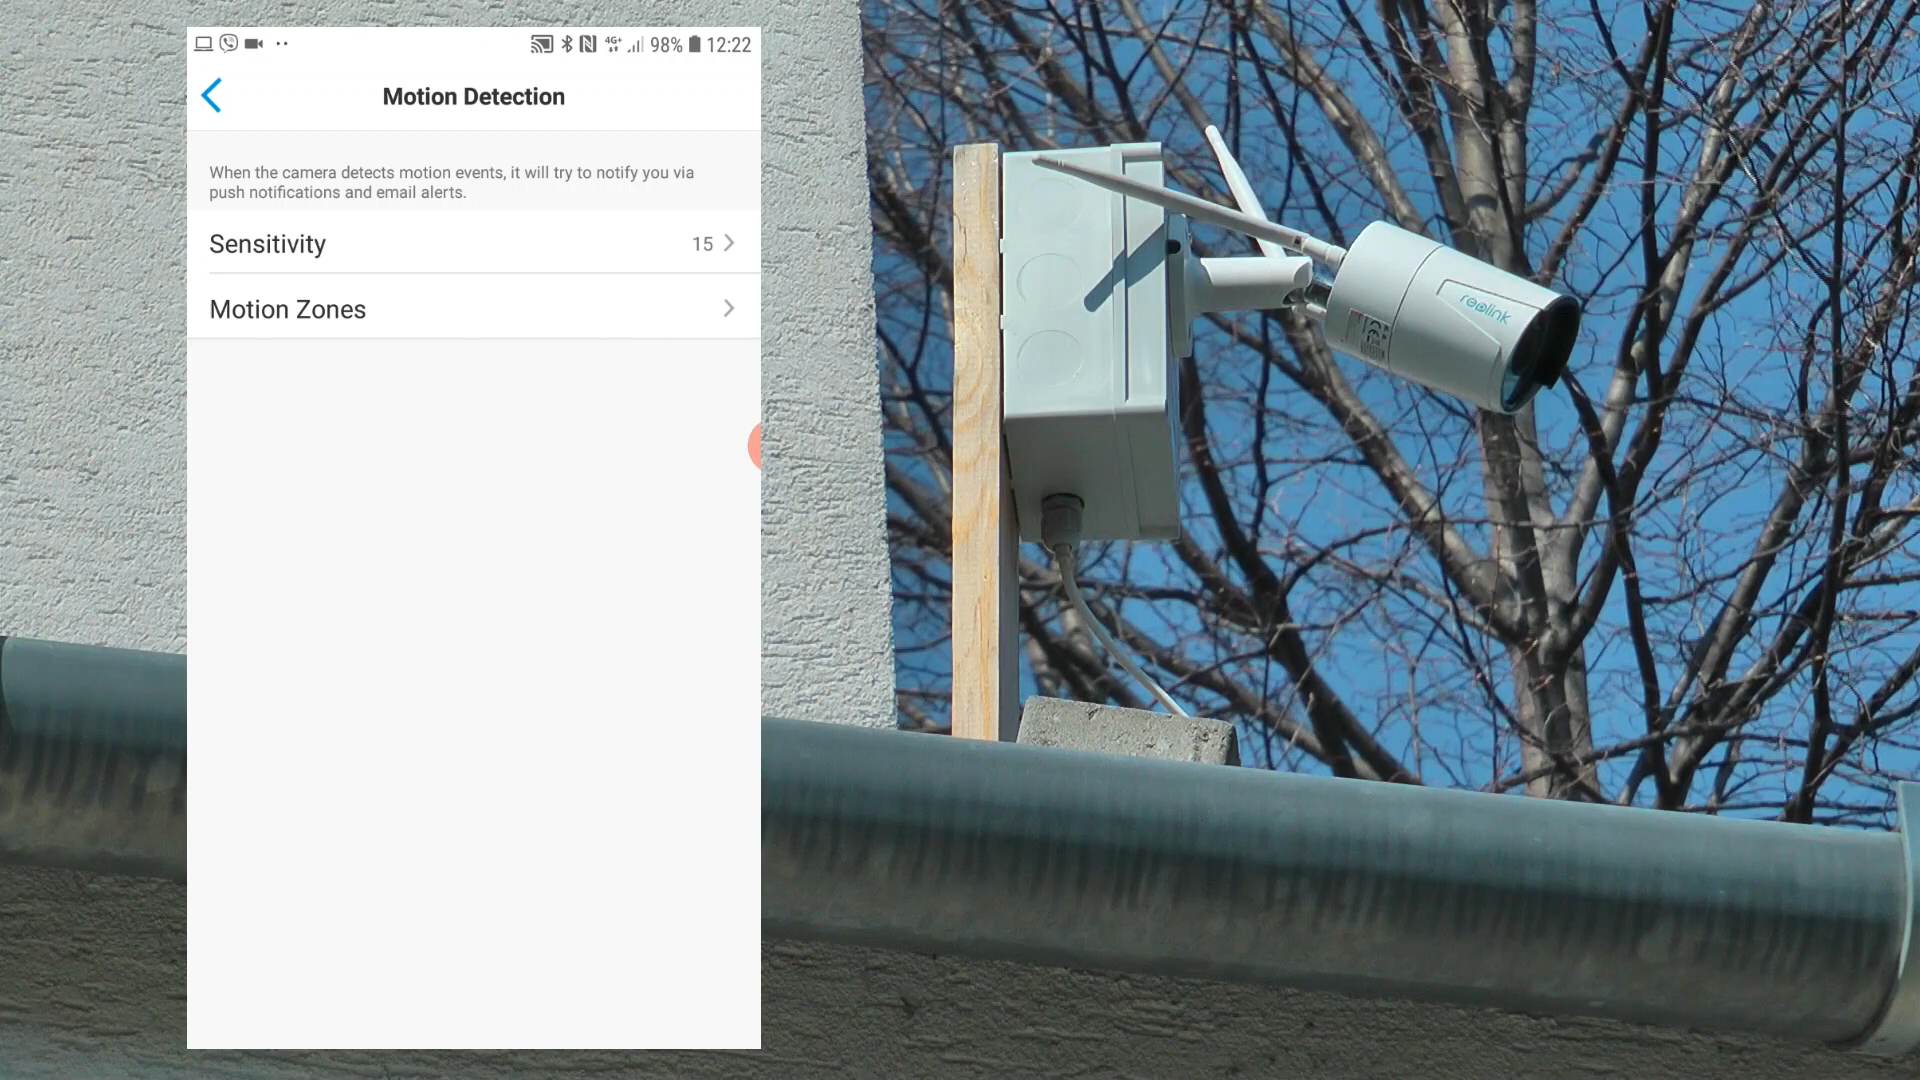 4G+ 98% 12:22
Motion Detection
When the camera detects motion events, it will try to notify you via
push notifications and email alerts.
Sensitivity 15
Motion Zones
reolink